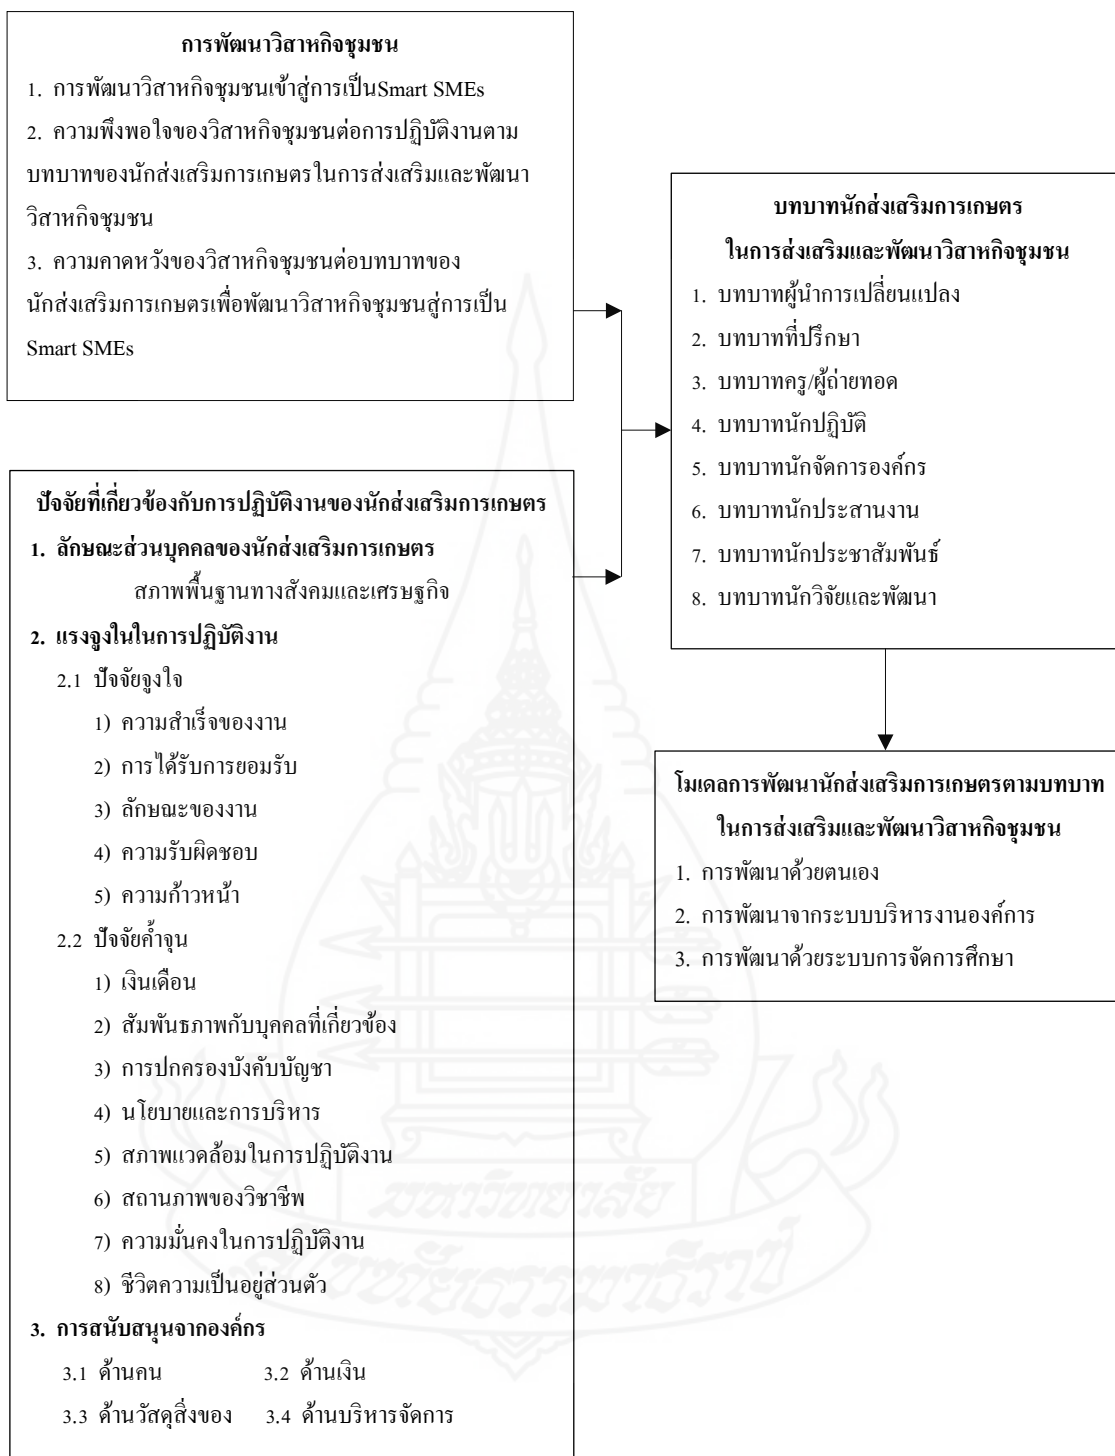 การพัฒนาวิสาหกิจชุมชน
1. การพัฒนาวิสาหกิจชุมชนเข้าสู่การเป็นSmart SMEs
2. ความพึงพอใจของวิสาหกิจชุมชนต่อการปฏิบัติงานตาม
บทบาทของนักส่งเสริมการเกษตรในการส่งเสริมและพัฒนา
วิสาหกิจชุมชน
3. ความคาดหวังของวิสาหกิจชุมชนต่อบทบาทของ
นักส่งเสริมการเกษตรเพื่อพัฒนาวิสาหกิจชุมชนสู่การเป็น
Smart SMEs
ปัจจัยที่เกี่ยวข้องกับการปฏิบัติงานของนักส่งเสริมการเกษตร
1. ลักษณะส่วนบุคคลของนักส่งเสริมการเกษตร
สภาพพื้นฐานทางสังคมและเศรษฐกิจ
2. แรงจูงในในการปฏิบัติงาน
2.1 ปัจจัยจูงใจ
1) ความสำเร็จของงาน
2) การได้รับการยอมรับ
3) ลักษณะของงาน
4) ความรับผิดชอบ
5) ความก้าวหน้า
2.2 ปัจจัยค้ำจุน
1) เงินเดือน
2) สัมพันธภาพกับบุคคลที่เกี่ยวข้อง
3) การปกครองบังคับบัญชา
4) นโยบายและการบริหาร
5) สภาพแวดล้อมในการปฏิบัติงาน
6) สถานภาพของวิชาชีพ
7) ความมั่นคงในการปฏิบัติงาน
8) ชีวิตความเป็นอยู่ส่วนตัว
3. การสนับสนุนจากองค์กร
3.1 ด้านคน 3.2 ด้านเงิน
3.3 ด้านวัสดุสิ่งของ 3.4 ด้านบริหารจัดการ
บทบาทนักส่งเสริมการเกษตร
ในการส่งเสริมและพัฒนาวิสาหกิจชุมชน
1. บทบาทผู้นำการเปลี่ยนแปลง
2. บทบาทที่ปรึกษา
3. บทบาทครู/ผู้ถ่ายทอด
4. บทบาทนักปฏิบัติ
5. บทบาทนักจัดการองค์กร
6. บทบาทนักประสานงาน
7. บทบาทนักประชาสัมพันธ์
8. บทบาทนักวิจัยและพัฒนา
โมเดลการพัฒนานักส่งเสริมการเกษตรตามบทบาท
ในการส่งเสริมและพัฒนาวิสาหกิจชุมชน
1. การพัฒนาด้วยตนเอง
2. การพัฒนาจากระบบบริหารงานองค์การ
3. การพัฒนาด้วยระบบการจัดการศึกษา
มหาวิทยาลัย
สุโขทัยธรรมาธิราช